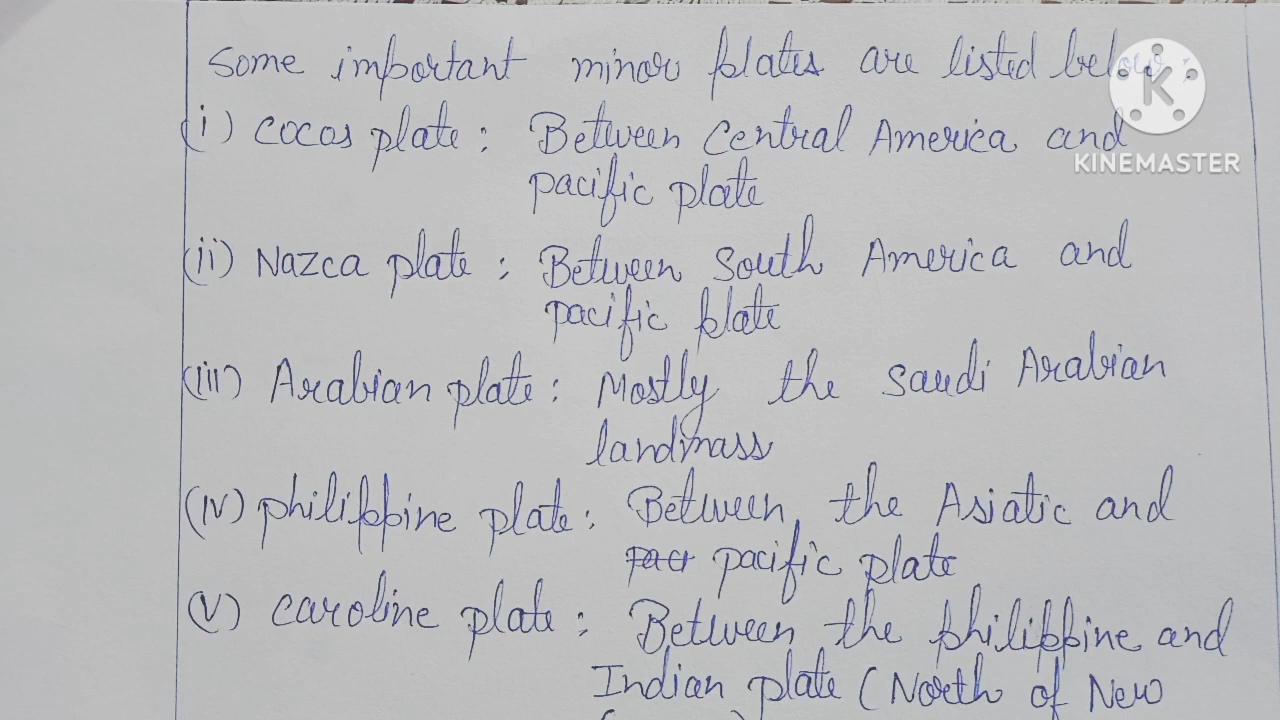 Some important minor plates are listed below
(i) Cocas plate : Between Central America and
pacific plate
(ii) Nazca plate : Between South America and
pacific plate
(iii) Arabian plate : Mostly the Saudi Arabian
landmass
(iv) philippine plate : Between the Asiatic and
pacific plate
(v) caroline plate : Between the philippine and
Indian plate (North of New
KINEMASTER